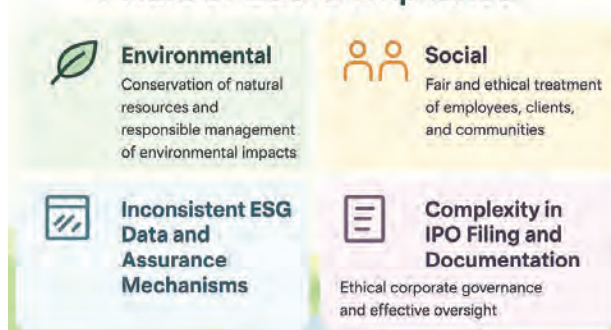 Environmental
Conservation of natural
resources and
responsible management
of environmental impacts
Social
Fair and ethical treatment
of employees, clients,
and communities
Inconsistent ESG
Data and
Assurance
Mechanisms
Complexity in
IPO Filing and
Documentation
Ethical corporate governance
and effective oversight